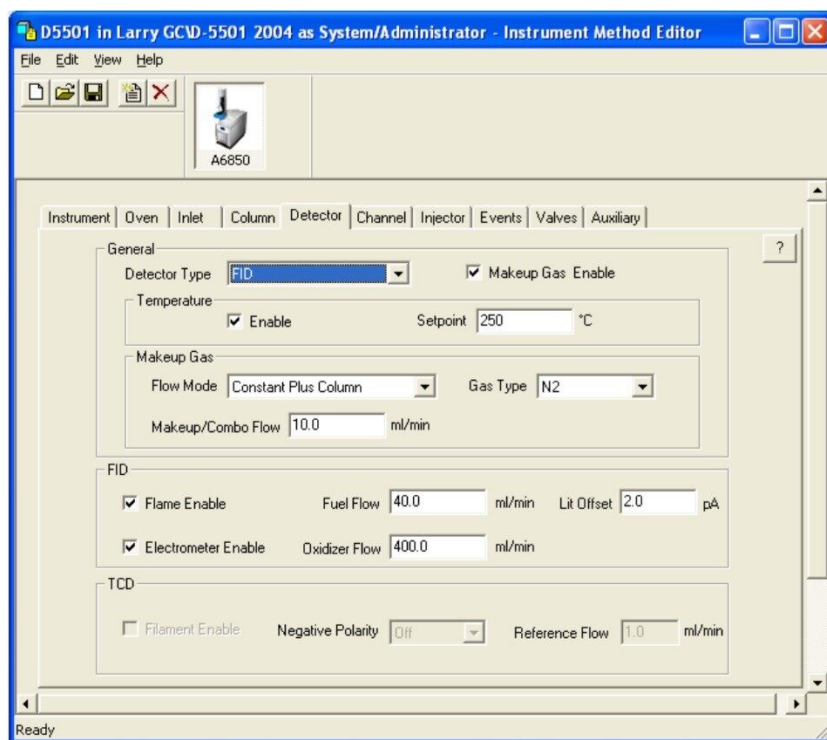 D5501 in Larry GC\D-5501 2004 as System/Administrator - Instrument Method Editor
File Edit View Help
A6850
Instrument Oven Inlet Column Detector Channel Injector Events Valves Auxiliary
?
General
Detector Type FID Makeup Gas Enable
Temperature
Enable Setpoint 250 °C
Makeup Gas
Flow Mode Constant Plus Column Gas Type N2
Makeup/Combo Flow 10.0 ml/min
FID
Flame Enable Fuel Flow 40.0 ml/min Lit Offset 2.0 pA
Electrometer Enable Oxidizer Flow 400.0 ml/min
TCD
Filament Enable Negative Polarity Off Reference Flow 1.0 ml/min
Ready